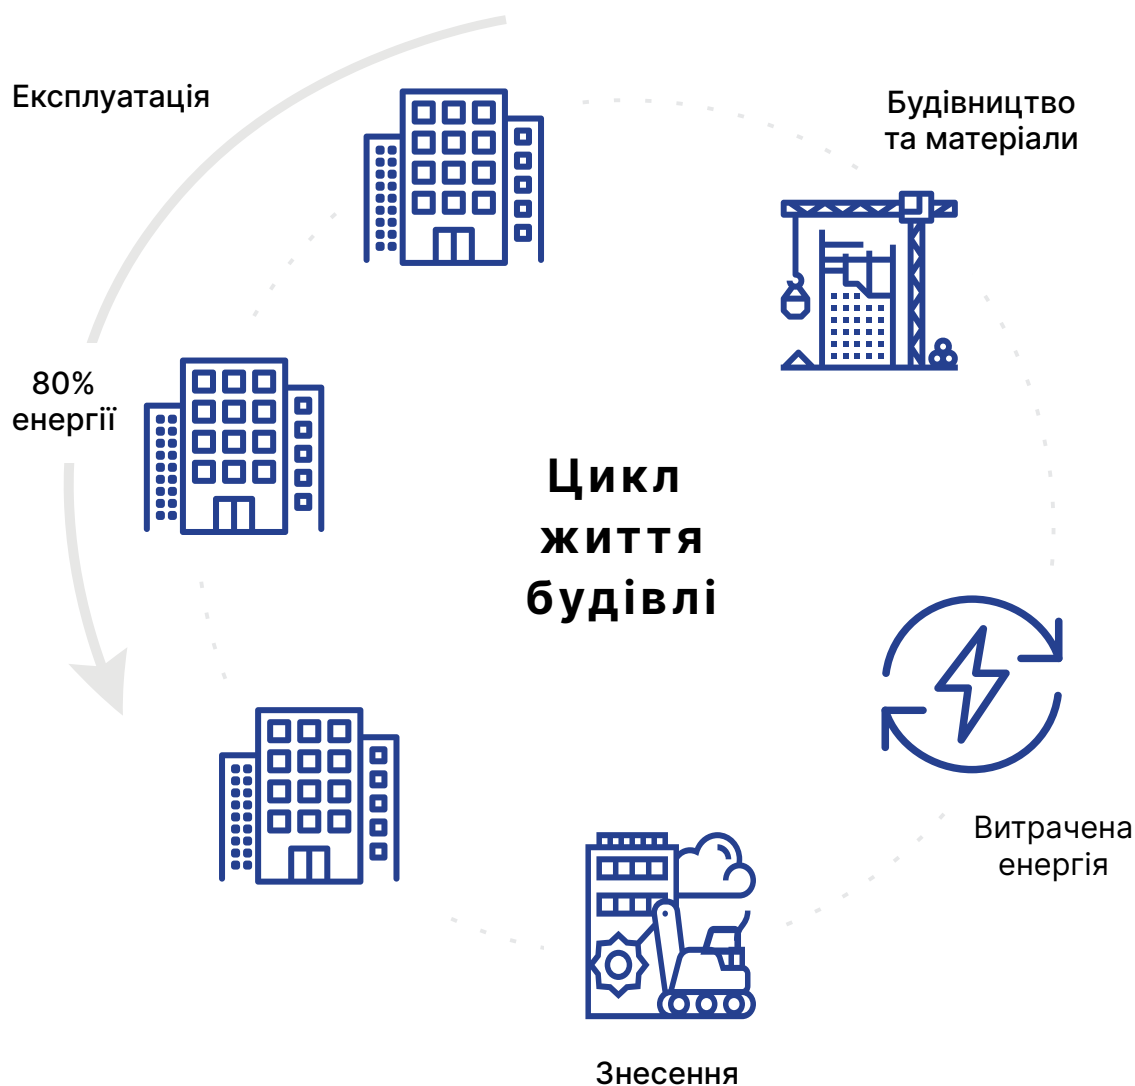 Експлуатація
Будівництво
та матеріали
80%
енергії
Цикл
життя
будівлі
Витрачена
енергія
Знесення